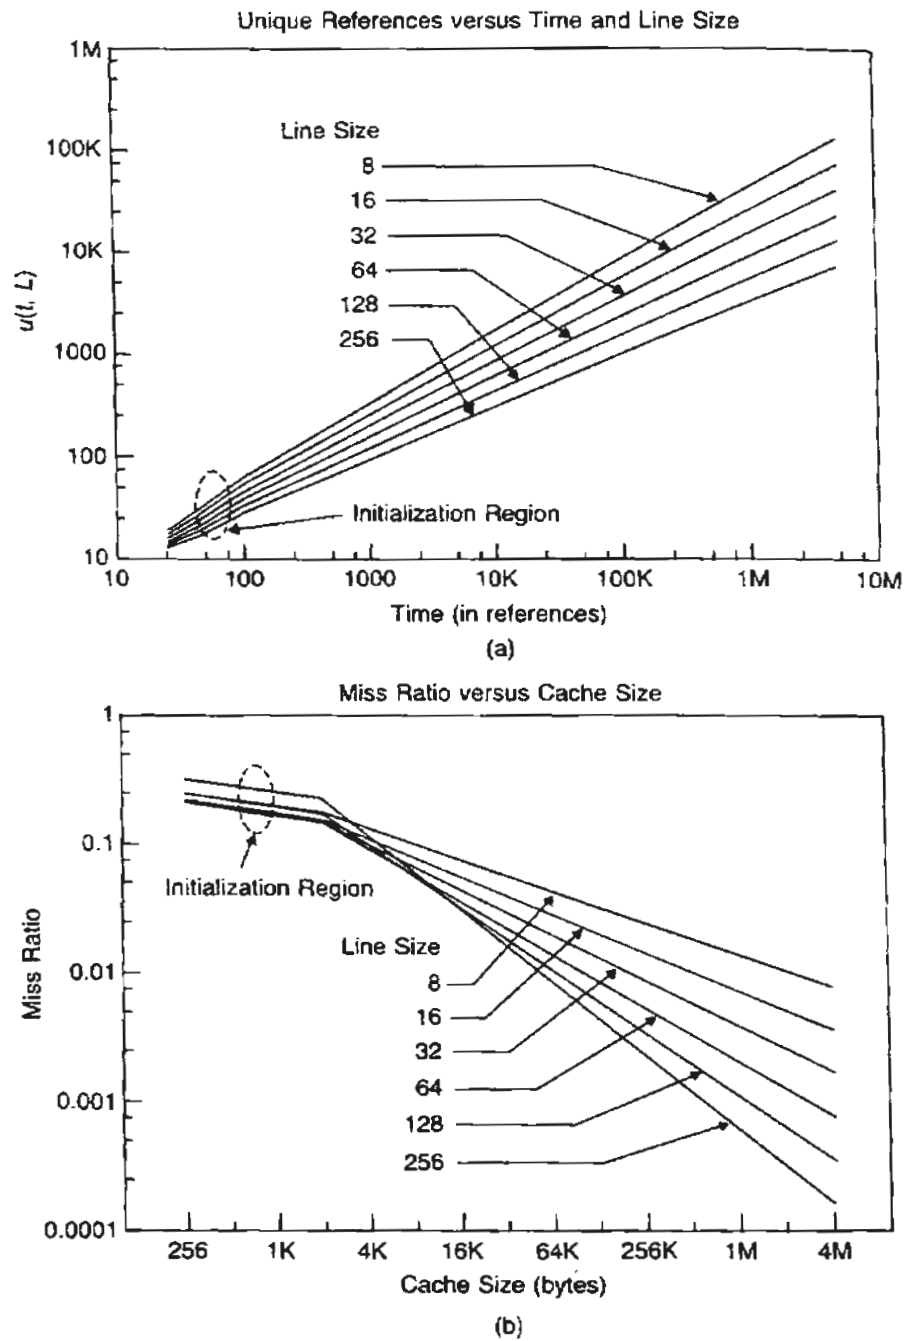 Unique References versus Time and Line Size
1M
100K
10K
1000
100
10
u(t, L)
Line Size
8
16
32
64
128
256
Initialization Region
10 100 1000 10K 100K 1M 10M
Time (in references)
(a)
Miss Ratio versus Cache Size
1
0.1
0.01
0.001
0.0001
Miss Ratio
Initialization Region
Line Size
8
16
32
64
128
256
256 1K 4K 16K 64K 256K 1M 4M
Cache Size (bytes)
(b)